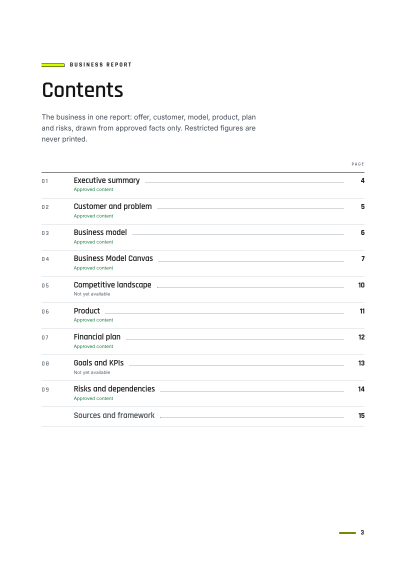 BUSINESS REPORT
Contents
The business in one report: offer, customer, model, product, plan
and risks, drawn from approved facts only. Restricted figures are
never printed.
PAGE
01 Executive summary 4
Approved content
02 Customer and problem 5
Approved content
03 Business model 6
Approved content
04 Business Model Canvas 7
Approved content
05 Competitive landscape 10
Not yet available
06 Product 11
Approved content
07 Financial plan 12
Approved content
08 Goals and KPIs 13
Not yet available
09 Risks and dependencies 14
Approved content
Sources and framework 15
3